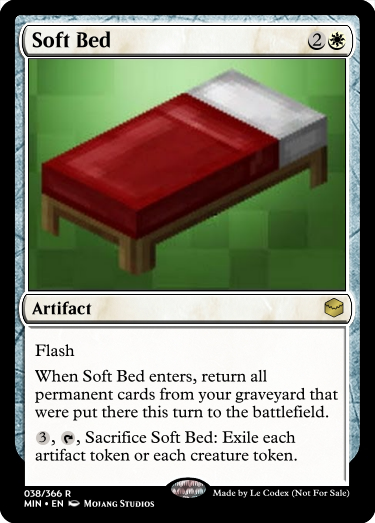 Soft Bed 2
Artifact
Flash
When Soft Bed enters, return all
permanent cards from your graveyard that
were put there this turn to the battlefield.
3, , Sacrifice Soft Bed: Exile each
artifact token or each creature token.
038/366 R
MIN • EN Mojang Studios
Made by Le Codex (Not For Sale)